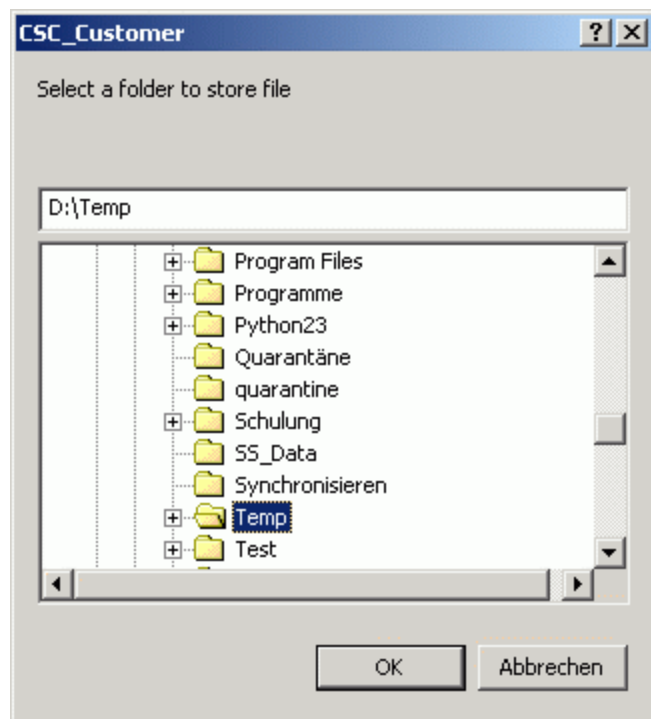 CSC_Customer
Select a folder to store file
D:\Temp
Program Files
Programme
Python23
Quarantäne
quarantine
Schulung
SS_Data
Synchronisieren
Temp
Test
OK
Abbrechen